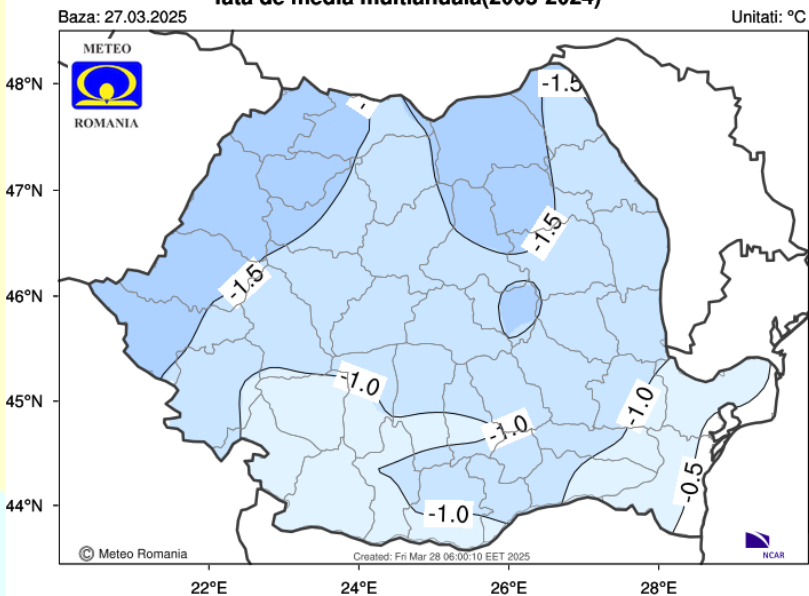 de media multianuala(2005-2024)
Baza: 27.03.2025
Unitati: °C
METEO
ROMANIA
48°N
47°N
46°N
45°N
44°N
-
-1.5
-1.5
-1.5
-1.0
-1.0
-1.0
-1.0
-0.5
© Meteo Romania
Created: Fri Mar 28 06:00:10 EET 2025
NCAR
22°E
24°E
26°E
28°E